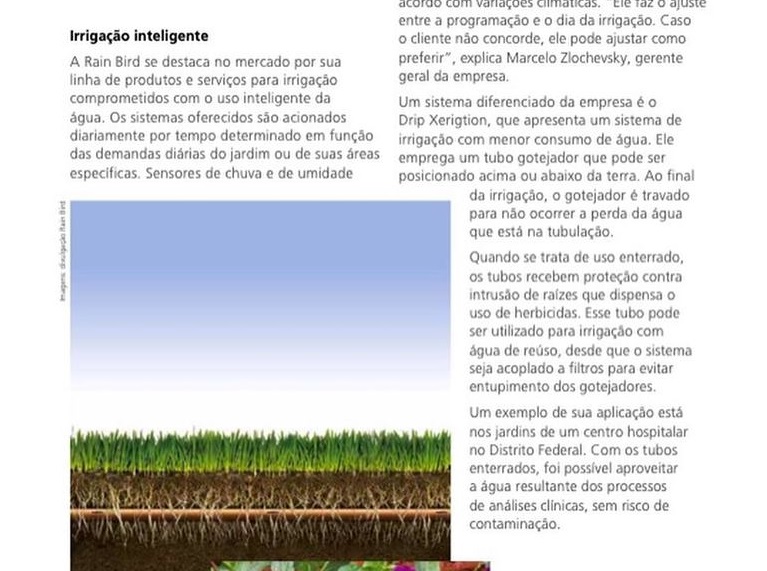 Irrigação inteligente
A Rain Bird se destaca no mercado por sua
linha de produtos e serviços para irrigação
comprometidos com o uso inteligente da
água. Os sistemas oferecidos são acionados
diariamente por tempo determinado em função
das demandas diárias do jardim ou de suas áreas
específicas. Sensores de chuva e de umidade
Imagens: divulgação Rain Bird
acordo com variações climáticas. “Ele faz o ajuste
entre a programação e o dia da irrigação. Caso
o cliente não concorde, ele pode ajustar como
preferir”, explica Marcelo Zlochevsky, gerente
geral da empresa.
Um sistema diferenciado da empresa é o
Drip Xerigtion, que apresenta um sistema de
irrigação com menor consumo de água. Ele
emprega um tubo gotejador que pode ser
posicionado acima ou abaixo da terra. Ao final
da irrigação, o gotejador é travado
para não ocorrer a perda da água
que está na tubulação.
Quando se trata de uso enterrado,
os tubos recebem proteção contra
intrusão de raízes que dispensa o
uso de herbicidas. Esse tubo pode
ser utilizado para irrigação com
água de reúso, desde que o sistema
seja acoplado a filtros para evitar
entupimento dos gotejadores.
Um exemplo de sua aplicação está
nos jardins de um centro hospitalar
no Distrito Federal. Com os tubos
enterrados, foi possível aproveitar
a água resultante dos processos
de análises clínicas, sem risco de
contaminação.